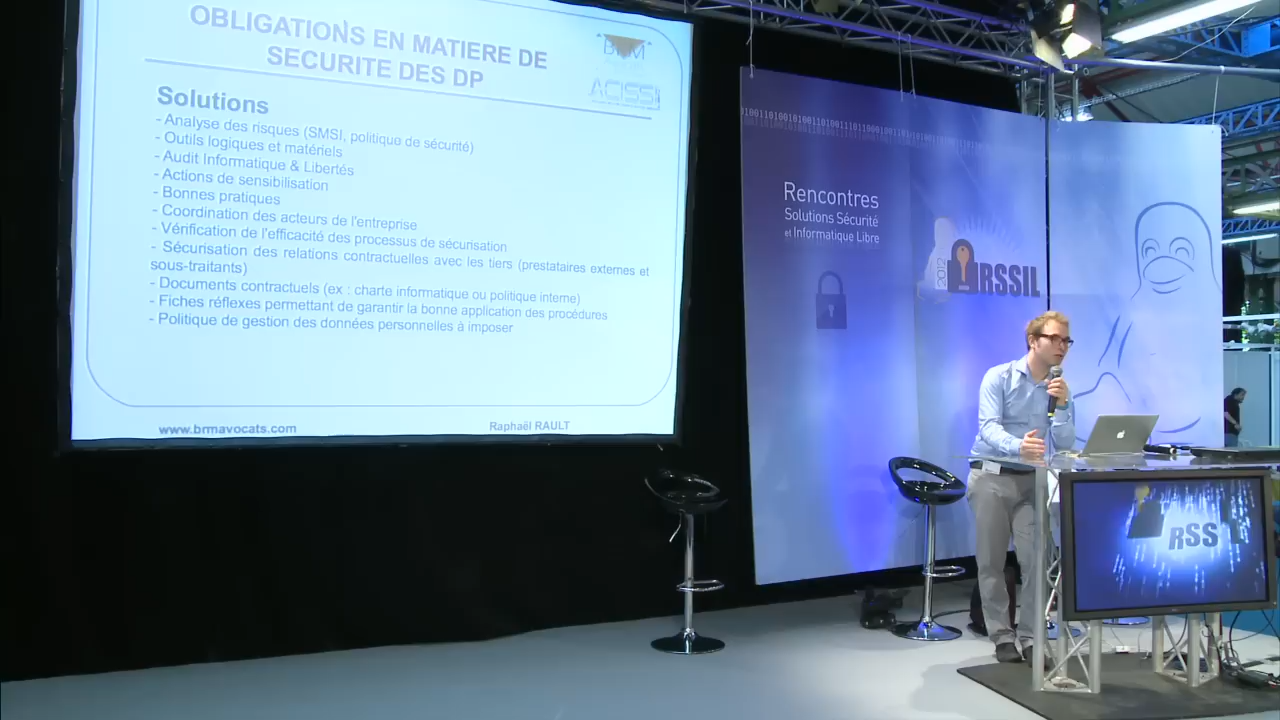 OBLIGATIONS EN MATIERE DE
SECURITE DES DP
ACISSI
Solutions
- Analyse des risques (SMSI, politique de sécurité)
- Outils logiques et matériels
- Audit Informatique & Libertés
- Actions de sensibilisation
- Bonnes pratiques
- Coordination des acteurs de l'entreprise
- Vérification de l'efficacité des processus de sécurisation
- Sécurisation des relations contractuelles avec les tiers (prestataires externes et
sous-traitants)
- Documents contractuels (ex : charte informatique ou politique interne)
- Fiches réflexes permettant de garantir la bonne application des procédures
- Politique de gestion des données personnelles à imposer
www.brmavocats.com
Raphaël RAULT
Rencontres
Solutions Sécurité
et Informatique Libre
2012
RSSIL
RSS